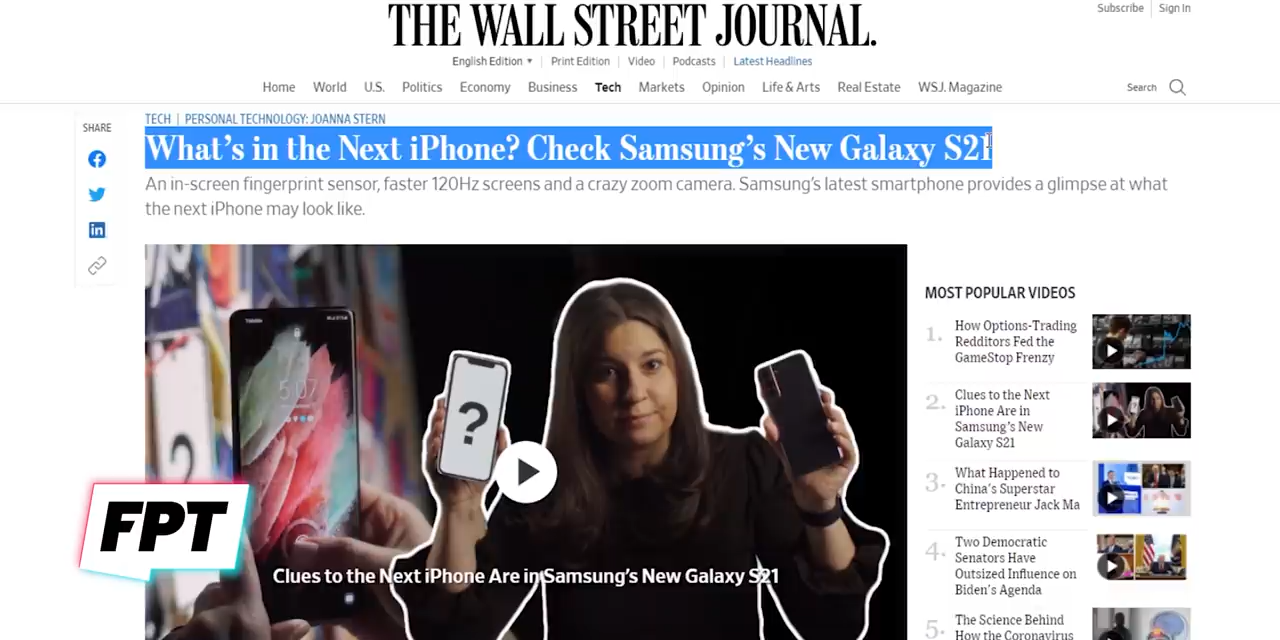 THE WALL STREET JOURNAL.
Subscribe Sign In
English Edition Print Edition Video Podcasts Latest Headlines
Home World U.S. Politics Economy Business Tech Markets Opinion Life & Arts Real Estate WSJ. Magazine Search
SHARE
TECH | PERSONAL TECHNOLOGY: JOANNA STERN
What's in the Next iPhone? Check Samsung's New Galaxy S21
An in-screen fingerprint sensor, faster 120Hz screens and a crazy zoom camera. Samsung's latest smartphone provides a glimpse at what
the next iPhone may look like.
5:07
?
2
FPT
Clues to the Next iPhone Are in Samsung's New Galaxy S21
MOST POPULAR VIDEOS
1. How Options-Trading
Redditors Fed the
GameStop Frenzy
2. Clues to the Next
iPhone Are in
Samsung's New
Galaxy S21
3. What Happened to
China's Superstar
Entrepreneur Jack Ma
4. Two Democratic
Senators Have
Outsized Influence on
Biden's Agenda
5. The Science Behind
How the Coronavirus